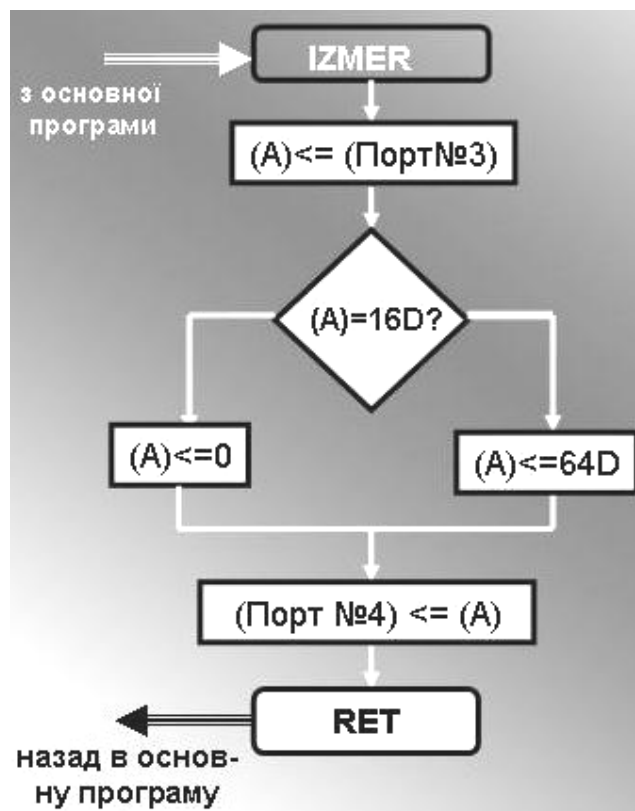 IZMER
з основної
програми
(A)<= (Порт№3)
(A)=16D?
(A)<=0
(A)<=64D
(Порт №4) <= (A)
RET
назад в основ-
ну програму